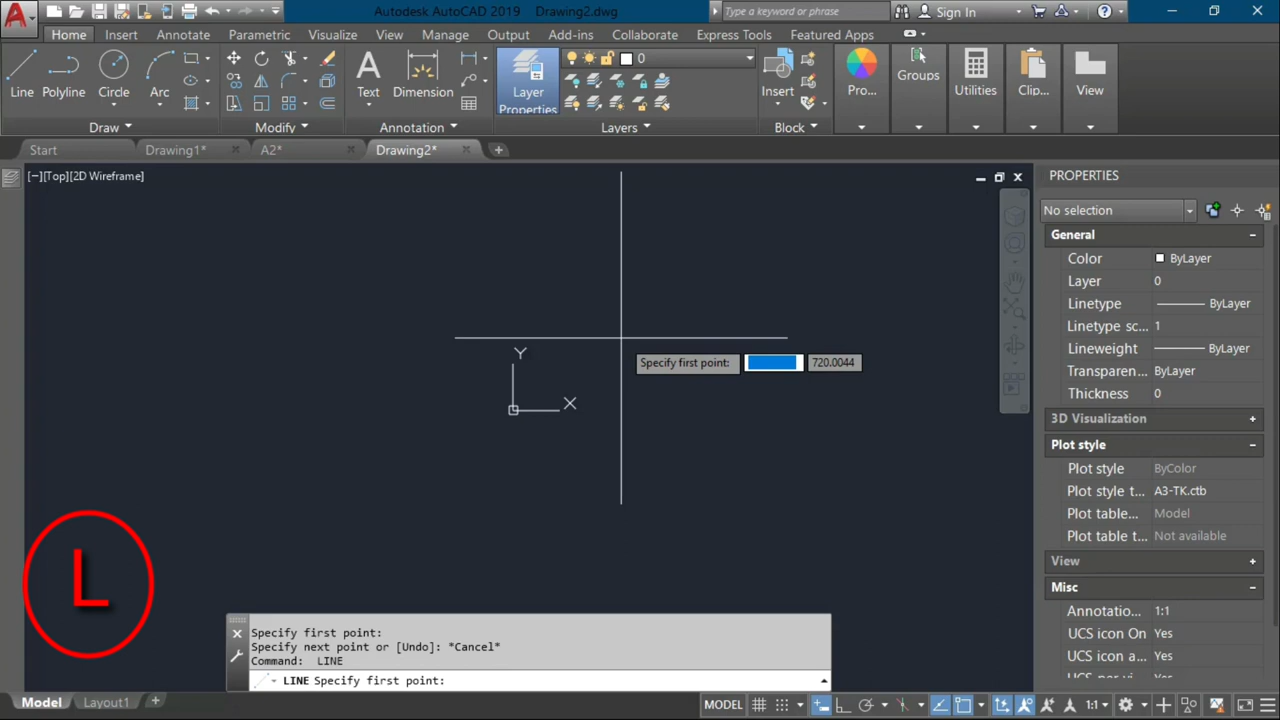 Autodesk AutoCAD 2019 Drawing2.dwg
Type a keyword or phrase
Sign In
Home Insert Annotate Parametric Visualize View Manage Output Add-ins Collaborate Express Tools Featured Apps
Line Polyline Circle Arc
Text Dimension
Layer
Properties
0
Insert
Pro...
Groups
Utilities
Clip...
View
Draw Modify Annotation Layers Block
Start Drawing1* A2* Drawing2*
[−][Top][2D Wireframe]
Y
X
Specify first point: 720.0044
PROPERTIES
No selection
General
Color ByLayer
Layer 0
Linetype ByLayer
Linetype sc... 1
Lineweight ByLayer
Transparen... ByLayer
Thickness 0
3D Visualization
Plot style
Plot style ByColor
Plot style t... A3-TK.ctb
Plot table... Model
Plot table t... Not available
View
Misc
Annotatio... 1:1
UCS icon On Yes
UCS icon a... Yes
L
Specify first point:
Specify next point or [Undo]: *Cancel*
Command: LINE
LINE Specify first point:
Model Layout1
MODEL 1:1